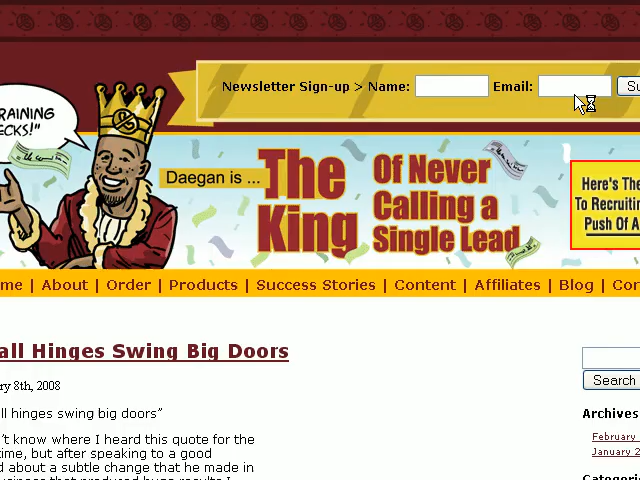 Newsletter Sign-up > Name: Email: Su
RAINING
ECKS!"
Daegan is ... The King
Of Never
Calling a
Single Lead
Here's The
To Recruitin
Push Of A
me | About | Order | Products | Success Stories | Content | Affiliates | Blog | Con
all Hinges Swing Big Doors
ry 8th, 2008
ll hinges swing big doors”
’t know where I heard this quote for the
time, but after speaking to a good
d about a subtle change that he made in
Search
Archives
February
January 2